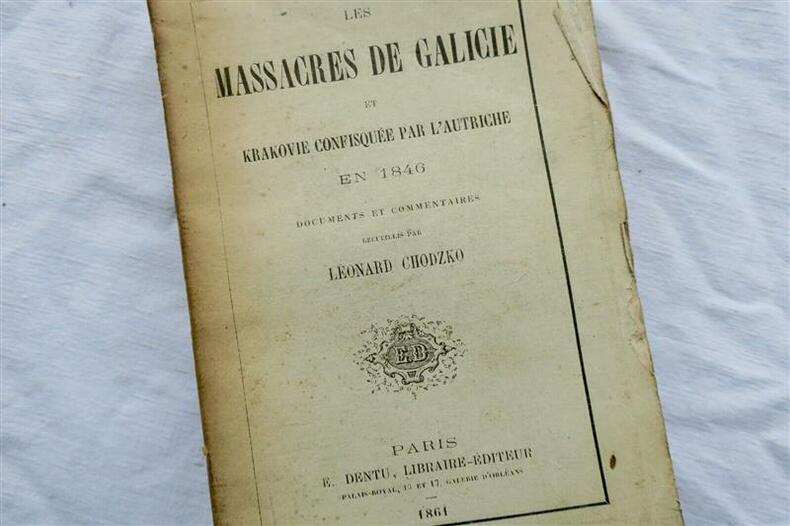 LES
MASSACRES DE GALICIE
ET
KRAKOVIE CONFISQUÉE PAR L'AUTRICHE
EN 1846
DOCUMENTS ET COMMENTAIRES
RECUEILLIS PAR
LÉONARD CHODZKO
E.D
PARIS
E. DENTU, LIBRAIRE-ÉDITEUR
PALAIS-ROYAL, 13 ET 17, GALERIE D'ORLÉANS
1861